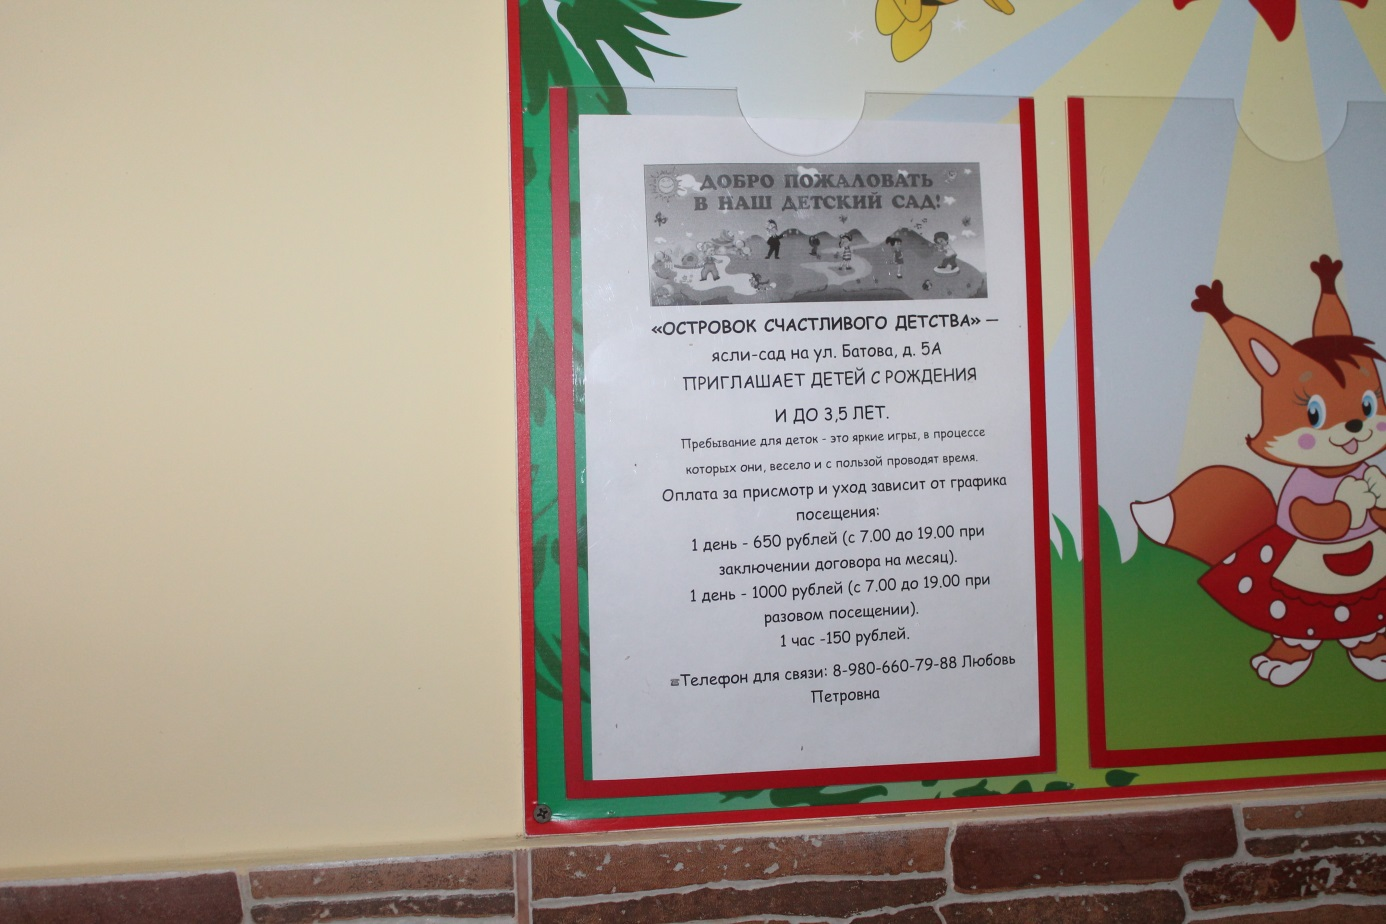 ДОБРО ПОЖАЛОВАТЬ
В НАШ ДЕТСКИЙ САД!
«ОСТРОВОК СЧАСТЛИВОГО ДЕТСТВА» –
ясли-сад на ул. Батова, д. 5А
ПРИГЛАШАЕТ ДЕТЕЙ С РОЖДЕНИЯ
И ДО 3,5 ЛЕТ.
Пребывание для деток - это яркие игры, в процессе
которых они, весело и с пользой проводят время.
Оплата за присмотр и уход зависит от графика
посещения:
1 день - 650 рублей (с 7.00 до 19.00 при
заключении договора на месяц).
1 день - 1000 рублей (с 7.00 до 19.00 при
разовом посещении).
1 час -150 рублей.
☎Телефон для связи: 8-980-660-79-88 Любовь
Петровна